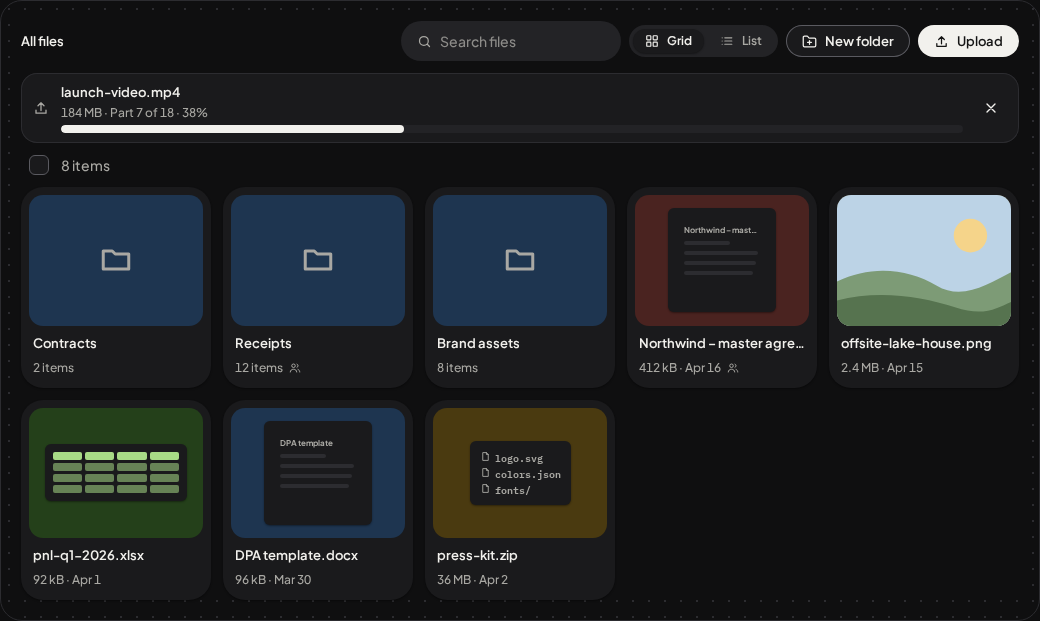 All files
Search files
Grid
List
New folder
Upload
launch-video.mp4
184 MB · Part 7 of 18 · 38%
8 items
Northwind – mast…
Contracts
Receipts
Brand assets
Northwind – master agre…
offsite-lake-house.png
2 items
12 items
8 items
412 kB · Apr 16
2.4 MB · Apr 15
DPA template
logo.svg
colors.json
fonts/
pnl-q1-2026.xlsx
DPA template.docx
press-kit.zip
92 kB · Apr 1
96 kB · Mar 30
36 MB · Apr 2